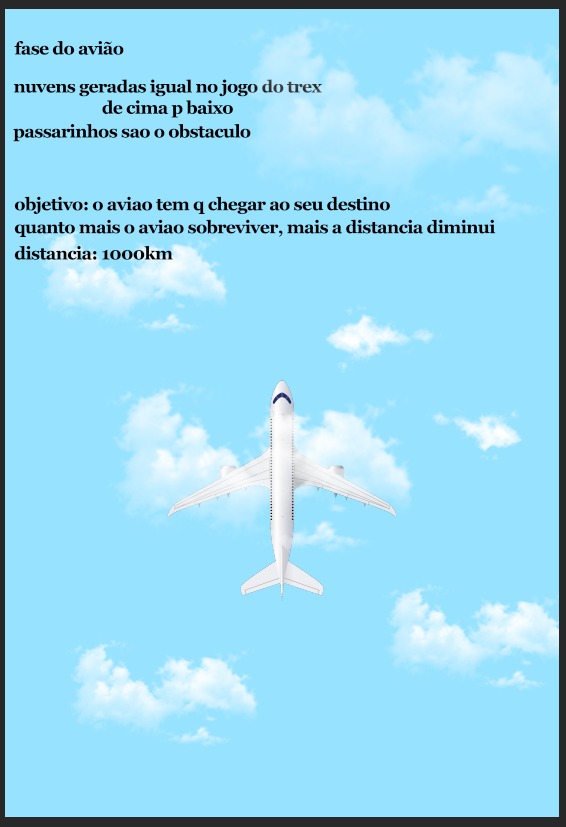 fase do avião
nuvens geradas igual no jogo do trex
de cima p baixo
passarinhos sao o obstaculo
objetivo: o aviao tem q chegar ao seu destino
quanto mais o aviao sobreviver, mais a distancia diminui
distancia: 1000km